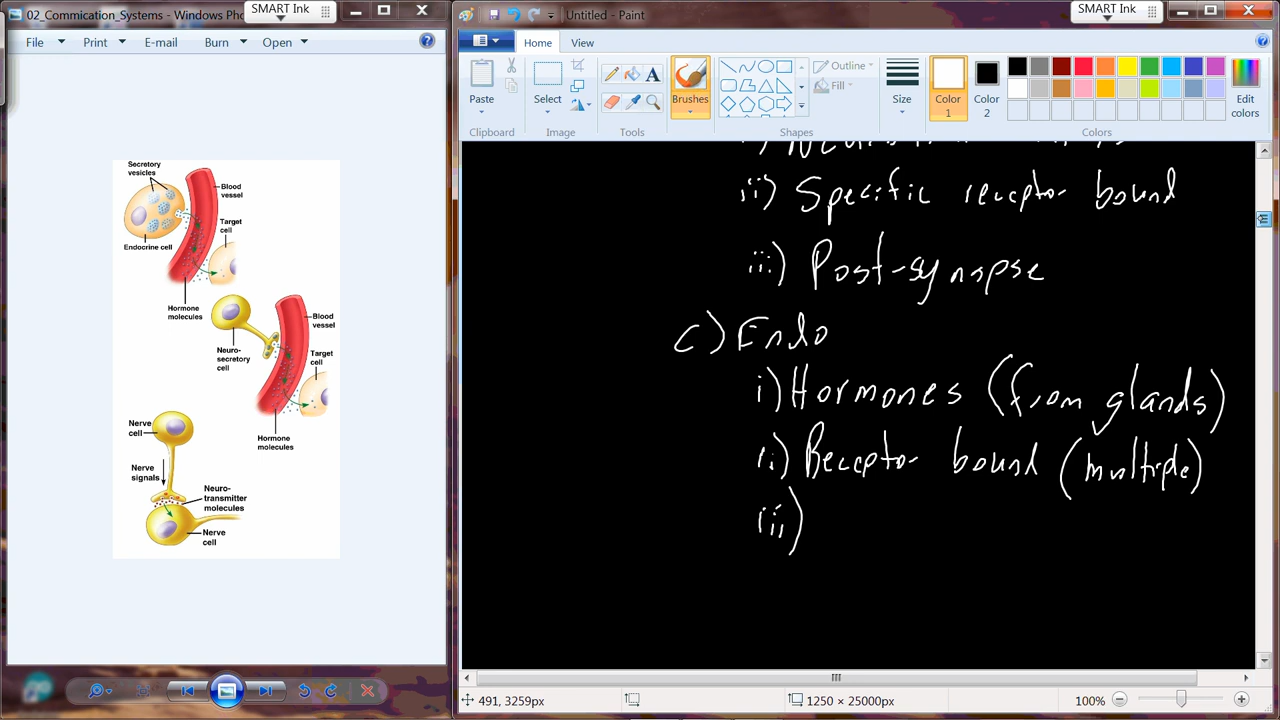 02_Commication_Systems - Windows Pho
SMART Ink
Untitled - Paint
SMART Ink
File Print E-mail Burn Open
Home View
Paste
Select
Brushes
Outline
Fill
Size
Color 1
Color 2
Edit colors
Clipboard Image Tools Shapes Colors
Secretory vesicles
Blood vessel
Target cell
Endocrine cell
Hormone molecules
Blood vessel
Neuro-secretory cell
Target cell
Hormone molecules
Nerve cell
Nerve signals
Neuro-transmitter molecules
Nerve cell
ii) Specific receptor bound
iii) Post-synapse
c) Endo
i) Hormones (from glands)
ii) Receptor bound (multiple)
iii)
491, 3259px
1250 × 25000px
100%